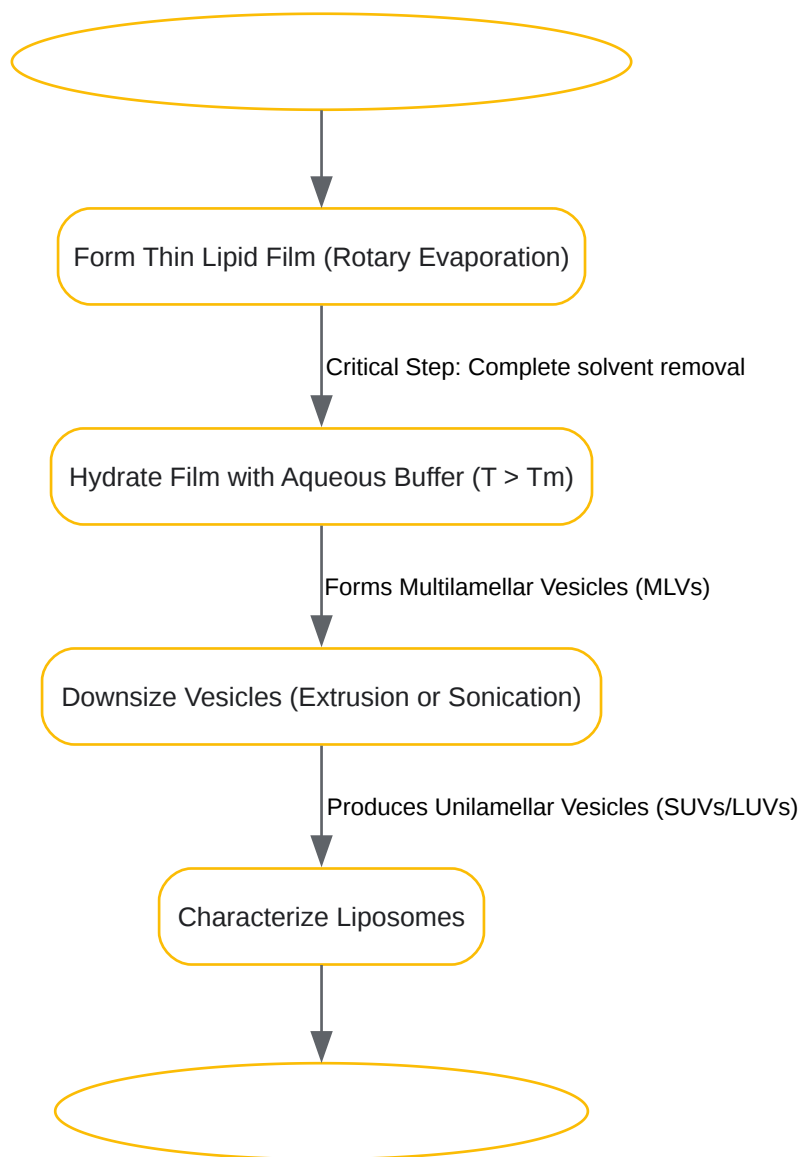 Form Thin Lipid Film (Rotary Evaporation)
Critical Step: Complete solvent removal
Hydrate Film with Aqueous Buffer (T > Tm)
Forms Multilamellar Vesicles (MLVs)
Downsize Vesicles (Extrusion or Sonication)
Produces Unilamellar Vesicles (SUVs/LUVs)
Characterize Liposomes